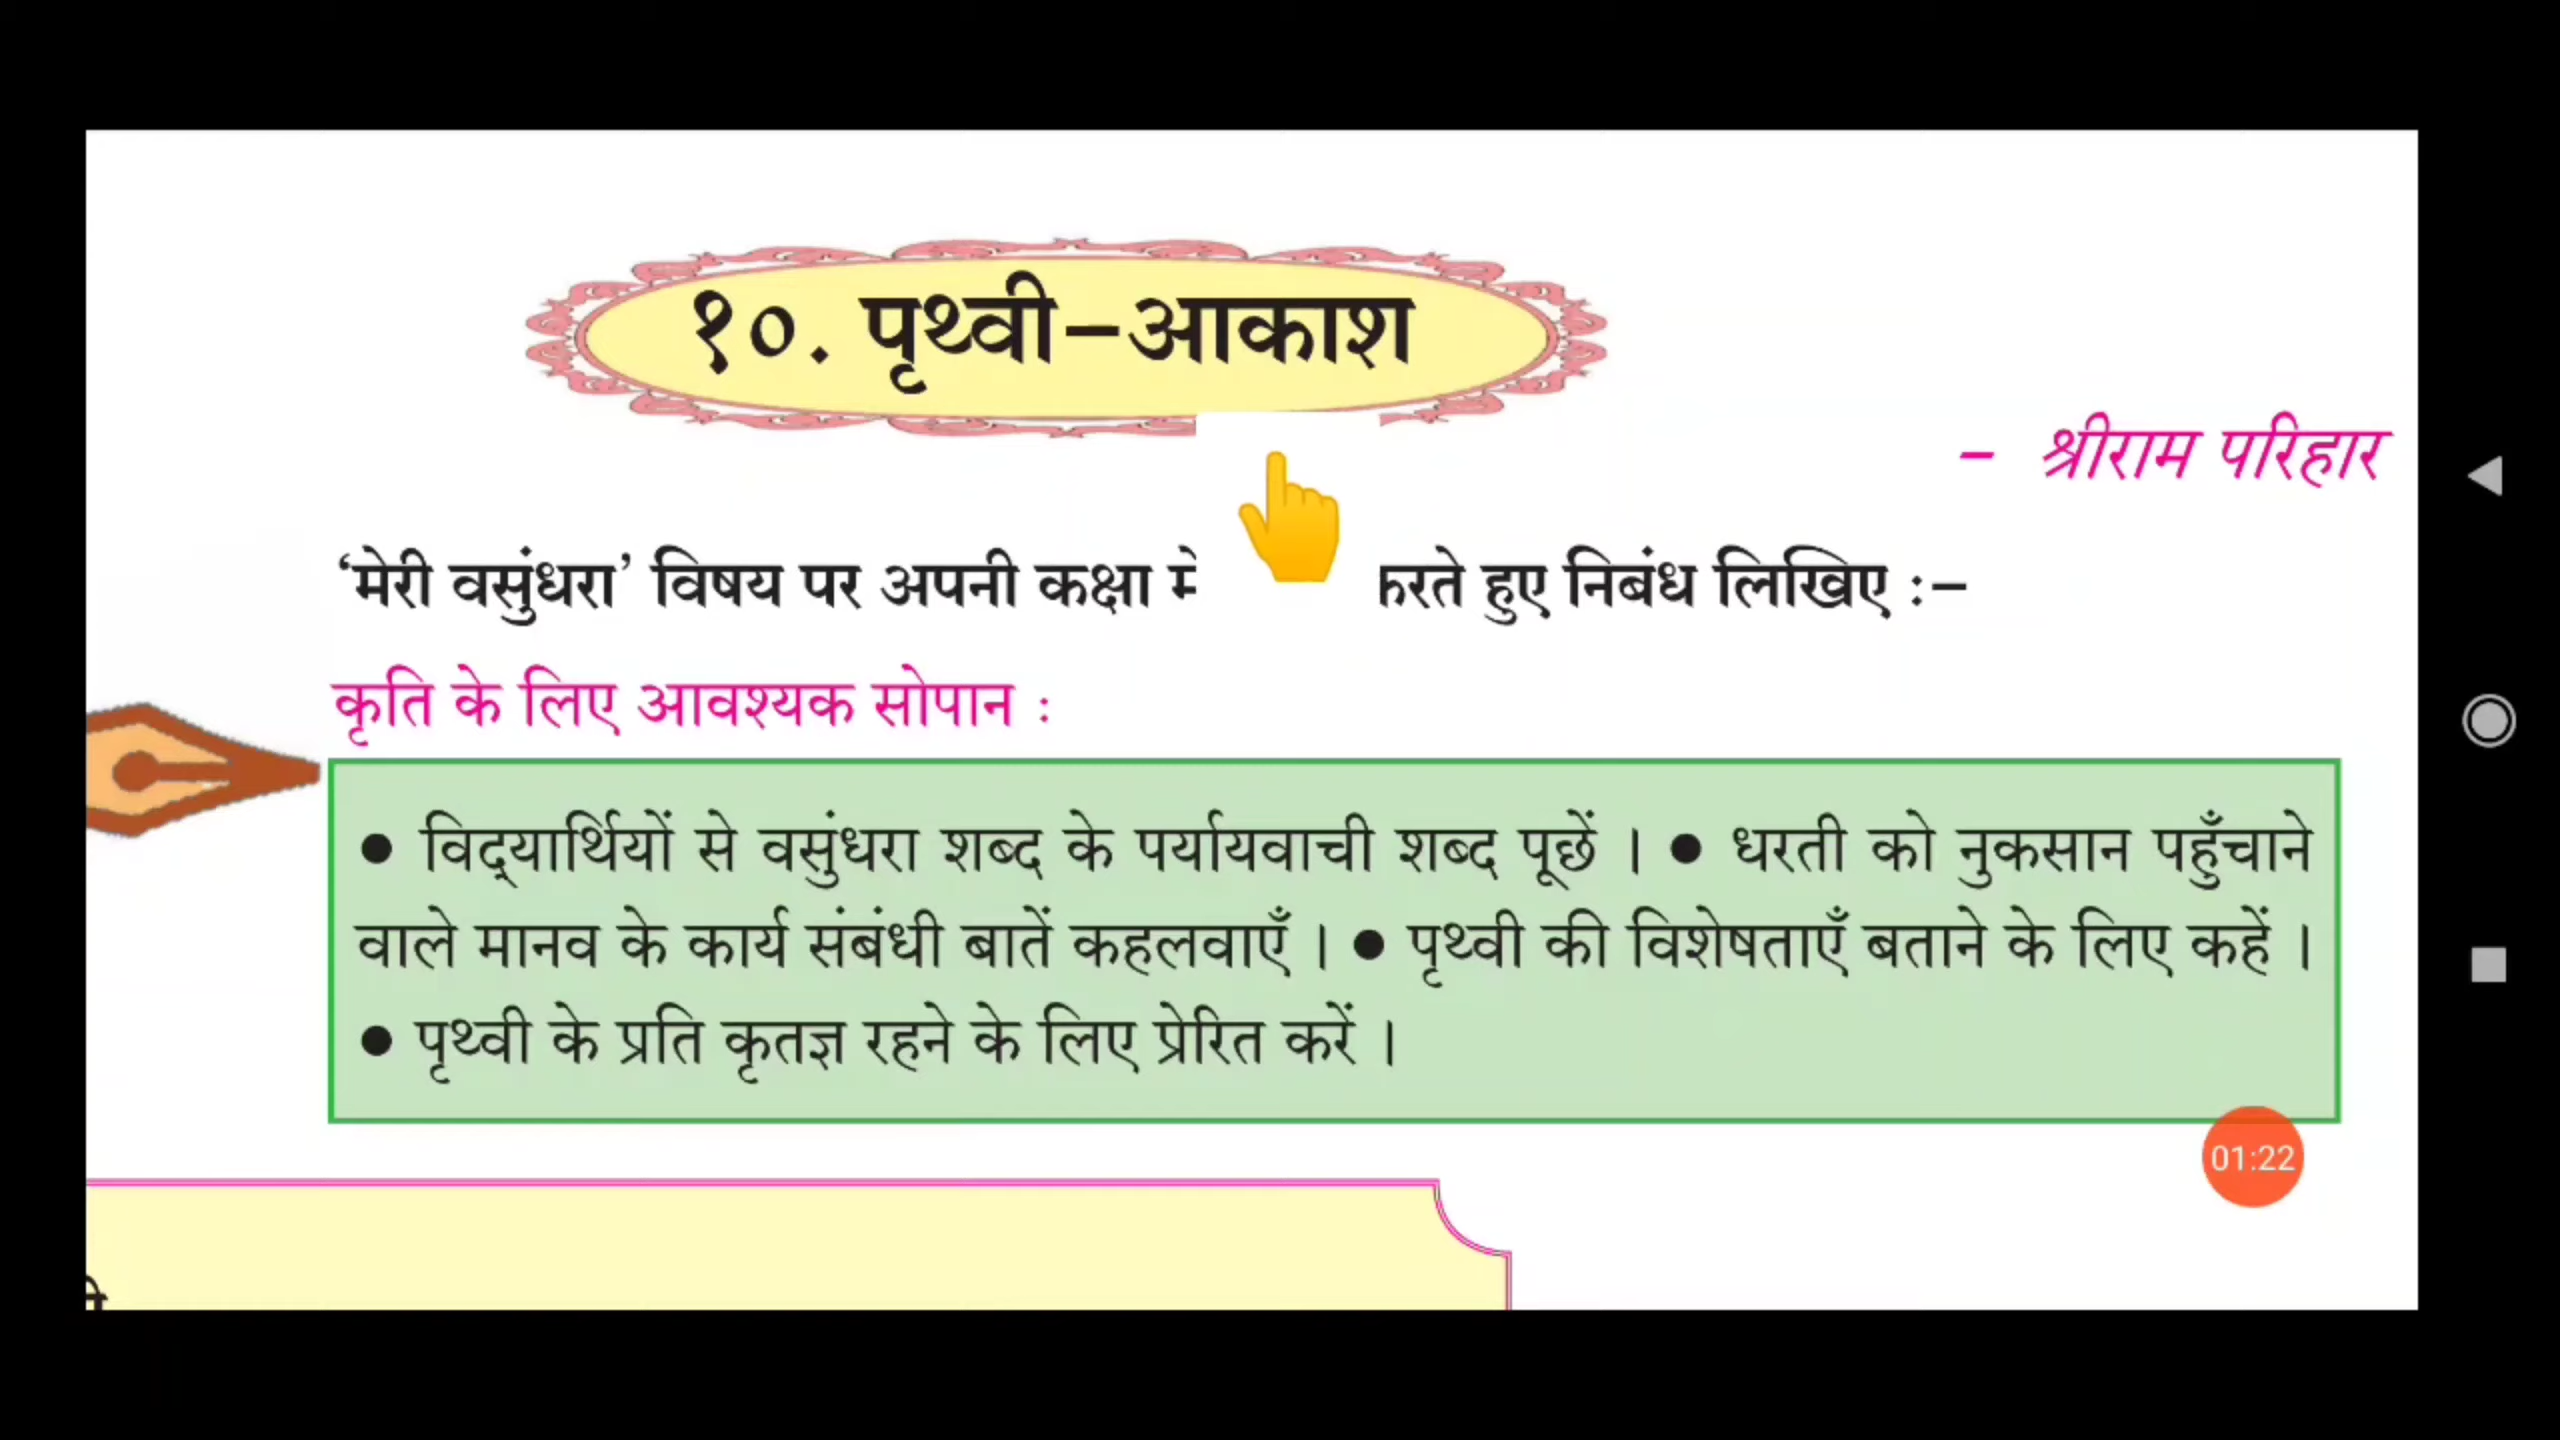 १०. पृथ्वी-आकाश
- श्रीराम परिहार
‘मेरी वसुंधरा’ विषय पर अपनी कक्षा में करते हुए निबंध लिखिए :-
कृति के लिए आवश्यक सोपान :
● विद्‌यार्थियों से वसुंधरा शब्द के पर्यायवाची शब्द पूछें । ● धरती को नुकसान पहुँचाने
वाले मानव के कार्य संबंधी बातें कहलवाएँ । ● पृथ्वी की विशेषताएँ बताने के लिए कहें ।
● पृथ्वी के प्रति कृतज्ञ रहने के लिए प्रेरित करें ।
01:22